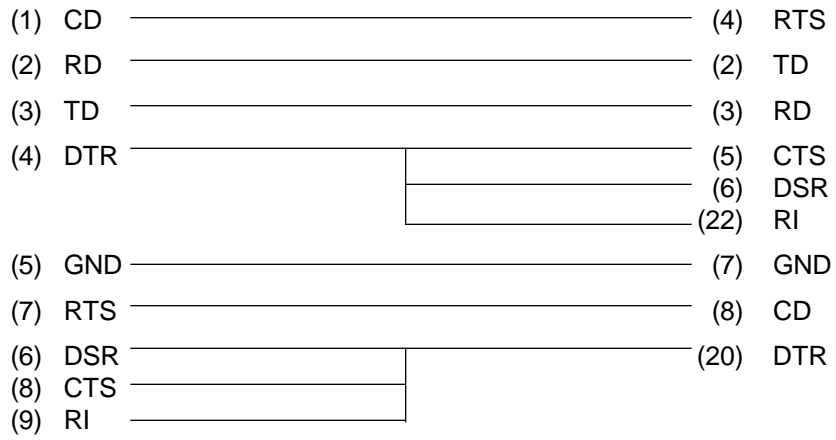 (1) CD (4) RTS
(2) RD (2) TD
(3) TD (3) RD
(4) DTR (5) CTS
(6) DSR
(22) RI
(5) GND (7) GND
(7) RTS (8) CD
(6) DSR (20) DTR
(8) CTS
(9) RI